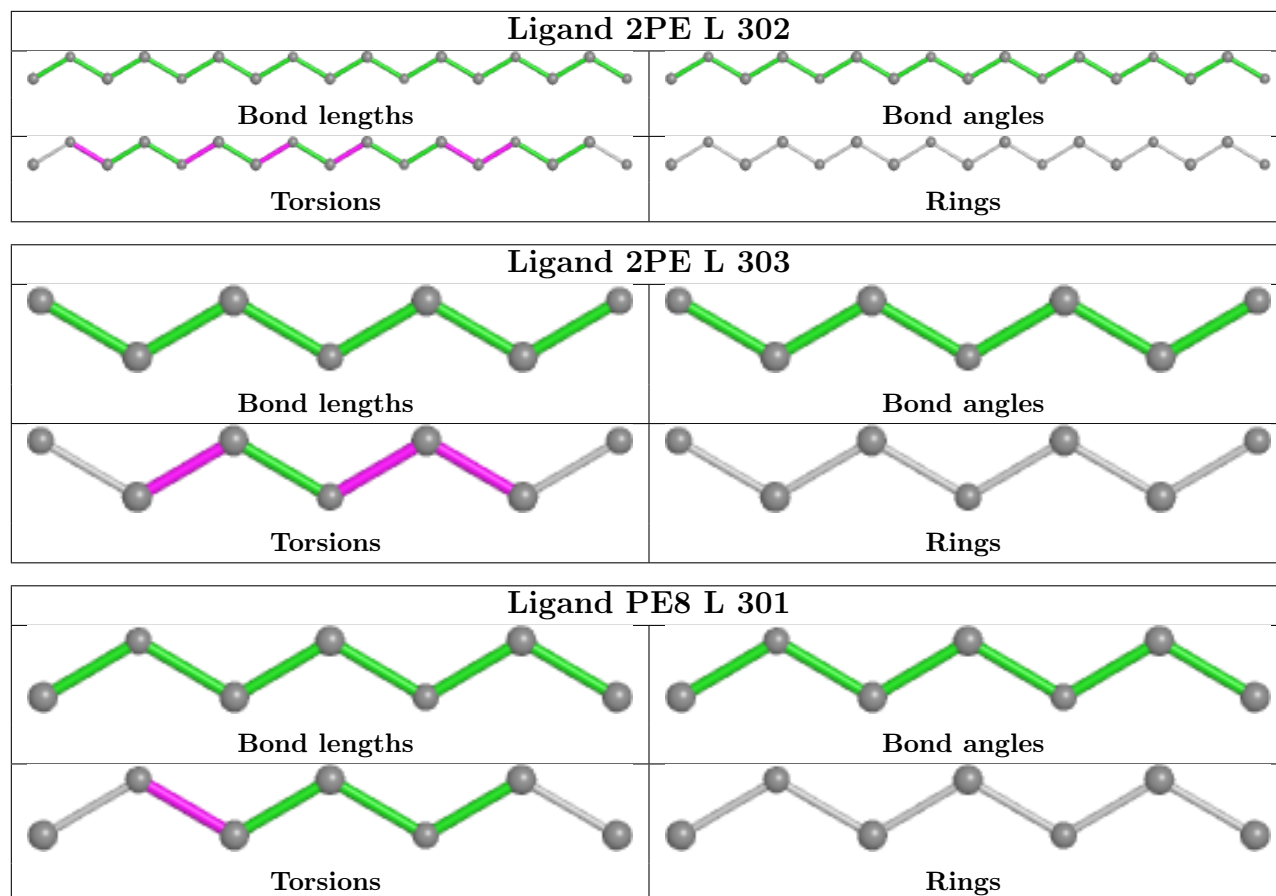 Ligand 2PE L 302
Bond lengths Bond angles
Torsions Rings
Ligand 2PE L 303
Bond lengths Bond angles
Torsions Rings
Ligand PE8 L 301
Bond lengths Bond angles
Torsions Rings